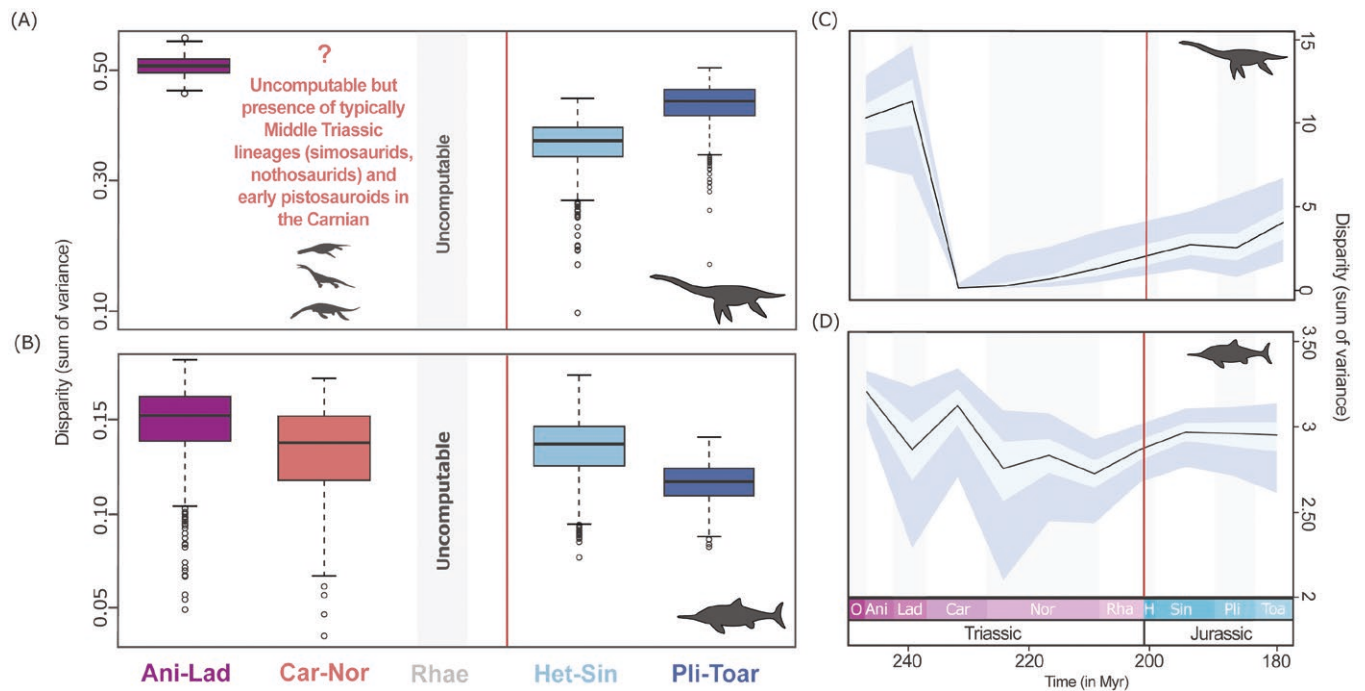 (A)
0.50
0.30
0.10
?
Uncomputable but
presence of typically
Middle Triassic
lineages (simosaurids,
nothosaurids) and
early pistosauroids in
the Carnian
Uncomputable
Disparity (sum of variance)
(B)
0.15
0.10
0.05
Uncomputable
Ani-Lad
Car-Nor
Rhae
Het-Sin
Pli-Toar
(C)
15
10
5
0
Disparity (sum of variance)
(D)
3.50
3
2.50
2
O
Ani
Lad
Car
Nor
Rha
H
Sin
Pli
Toa
Triassic
Jurassic
240
220
200
180
Time (in Myr)